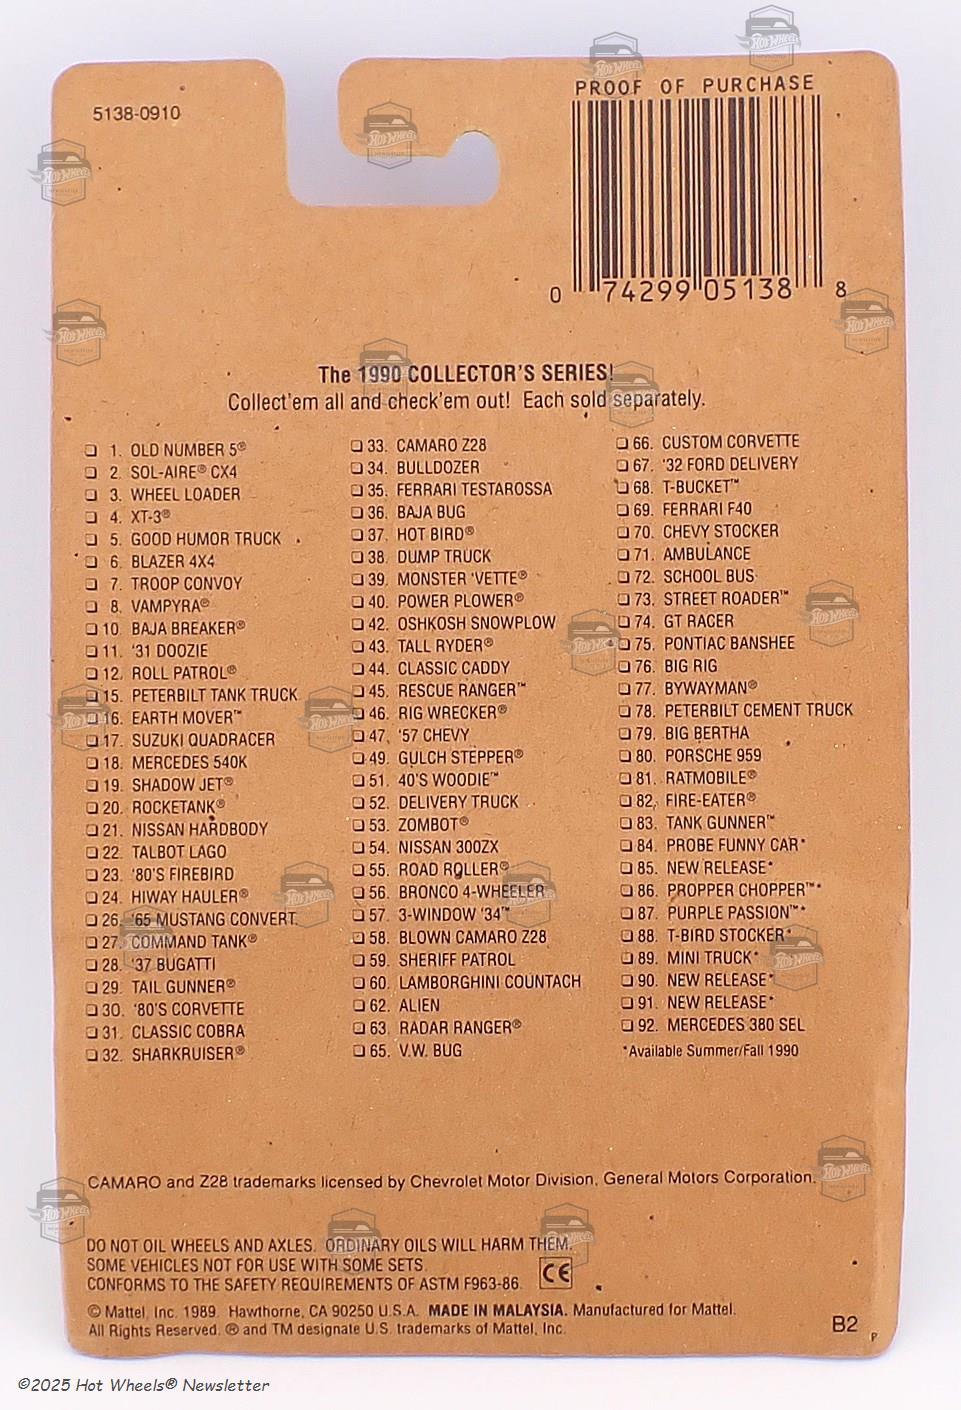 5138-0910
PROOF OF PURCHASE
0 74299 05138 8
The 1990 COLLECTOR'S SERIES!
Collect'em all and check'em out! Each sold separately.
❏ 1. OLD NUMBER 5®
❏ 2. SOL-AIRE® CX4
❏ 3. WHEEL LOADER
❏ 4. XT-3®
❏ 5. GOOD HUMOR TRUCK
❏ 6. BLAZER 4X4
❏ 7. TROOP CONVOY
❏ 8. VAMPYRA®
❏ 10. BAJA BREAKER®
❏ 11. '31 DOOZIE
❏ 12. ROLL PATROL®
❏ 15. PETERBILT TANK TRUCK
❏ 16. EARTH MOVER™
❏ 17. SUZUKI QUADRACER
❏ 18. MERCEDES 540K
❏ 19. SHADOW JET®
❏ 20. ROCKETANK®
❏ 21. NISSAN HARDBODY
❏ 22. TALBOT LAGO
❏ 23. '80'S FIREBIRD
❏ 24. HIWAY HAULER®
❏ 26. '65 MUSTANG CONVERT.
❏ 27. COMMAND TANK®
❏ 28. '37 BUGATTI
❏ 29. TAIL GUNNER®
❏ 30. '80'S CORVETTE
❏ 31. CLASSIC COBRA
❏ 32. SHARKRUISER®
❏ 33. CAMARO Z28
❏ 34. BULLDOZER
❏ 35. FERRARI TESTAROSSA
❏ 36. BAJA BUG
❏ 37. HOT BIRD®
❏ 38. DUMP TRUCK
❏ 39. MONSTER 'VETTE®
❏ 40. POWER PLOWER®
❏ 42. OSHKOSH SNOWPLOW
❏ 43. TALL RYDER®
❏ 44. CLASSIC CADDY
❏ 45. RESCUE RANGER™
❏ 46. RIG WRECKER®
❏ 47. '57 CHEVY
❏ 49. GULCH STEPPER®
❏ 51. 40'S WOODIE™
❏ 52. DELIVERY TRUCK
❏ 53. ZOMBOT®
❏ 54. NISSAN 300ZX
❏ 55. ROAD ROLLER®
❏ 56. BRONCO 4-WHEELER
❏ 57. 3-WINDOW '34™
❏ 58. BLOWN CAMARO Z28
❏ 59. SHERIFF PATROL
❏ 60. LAMBORGHINI COUNTACH
❏ 62. ALIEN
❏ 63. RADAR RANGER®
❏ 65. V.W. BUG
❏ 66. CUSTOM CORVETTE
❏ 67. '32 FORD DELIVERY
❏ 68. T-BUCKET™
❏ 69. FERRARI F40
❏ 70. CHEVY STOCKER
❏ 71. AMBULANCE
❏ 72. SCHOOL BUS
❏ 73. STREET ROADER™
❏ 74. GT RACER
❏ 75. PONTIAC BANSHEE
❏ 76. BIG RIG
❏ 77. BYWAYMAN®
❏ 78. PETERBILT CEMENT TRUCK
❏ 79. BIG BERTHA
❏ 80. PORSCHE 959
❏ 81. RATMOBILE®
❏ 82. FIRE-EATER®
❏ 83. TANK GUNNER™
❏ 84. PROBE FUNNY CAR*
❏ 85. NEW RELEASE*
❏ 86. PROPPER CHOPPER™*
❏ 87. PURPLE PASSION™*
❏ 88. T-BIRD STOCKER*
❏ 89. MINI TRUCK*
❏ 90. NEW RELEASE*
❏ 91. NEW RELEASE*
❏ 92. MERCEDES 380 SEL
*Available Summer/Fall 1990
CAMARO and Z28 trademarks licensed by Chevrolet Motor Division, General Motors Corporation.
DO NOT OIL WHEELS AND AXLES. ORDINARY OILS WILL HARM THEM.
SOME VEHICLES NOT FOR USE WITH SOME SETS.
CONFORMS TO THE SAFETY REQUIREMENTS OF ASTM F963-86.
CE
© Mattel, Inc. 1989. Hawthorne, CA 90250 U.S.A. MADE IN MALAYSIA. Manufactured for Mattel.
All Rights Reserved. ® and TM designate U.S. trademarks of Mattel, Inc.
B2
P
©2025 Hot Wheels® Newsletter